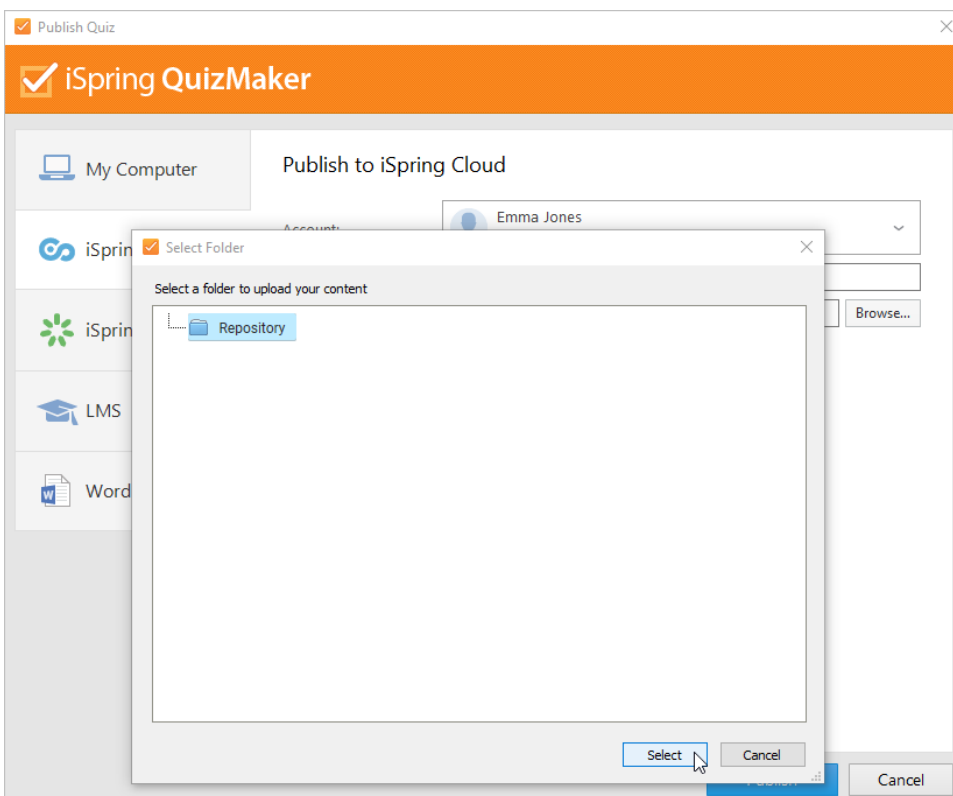 Publish Quiz
iSpring QuizMaker
My Computer
Publish to iSpring Cloud
Emma Jones
Account:
iSprin
Select Folder
Select a folder to upload your content
Repository
Browse...
iSprin
LMS
Word
W
Select
Cancel
Publish
Cancel